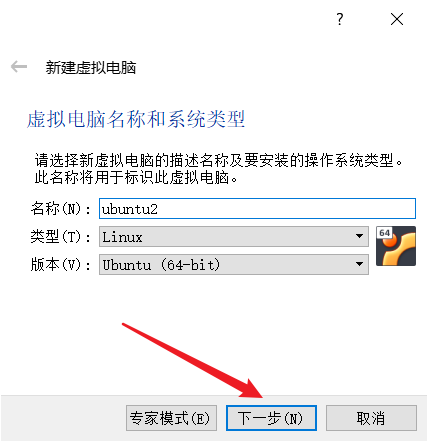 ?
新建虚拟电脑
虚拟电脑名称和系统类型
请选择新虚拟电脑的描述名称及要安装的操作系统类型。
此名称将用于标识此虚拟电脑。
名称(N): ubuntu2
类型(T): Linux
64
版本(V): Ubuntu (64-bit)
专家模式(E) 下一步(N) 取消